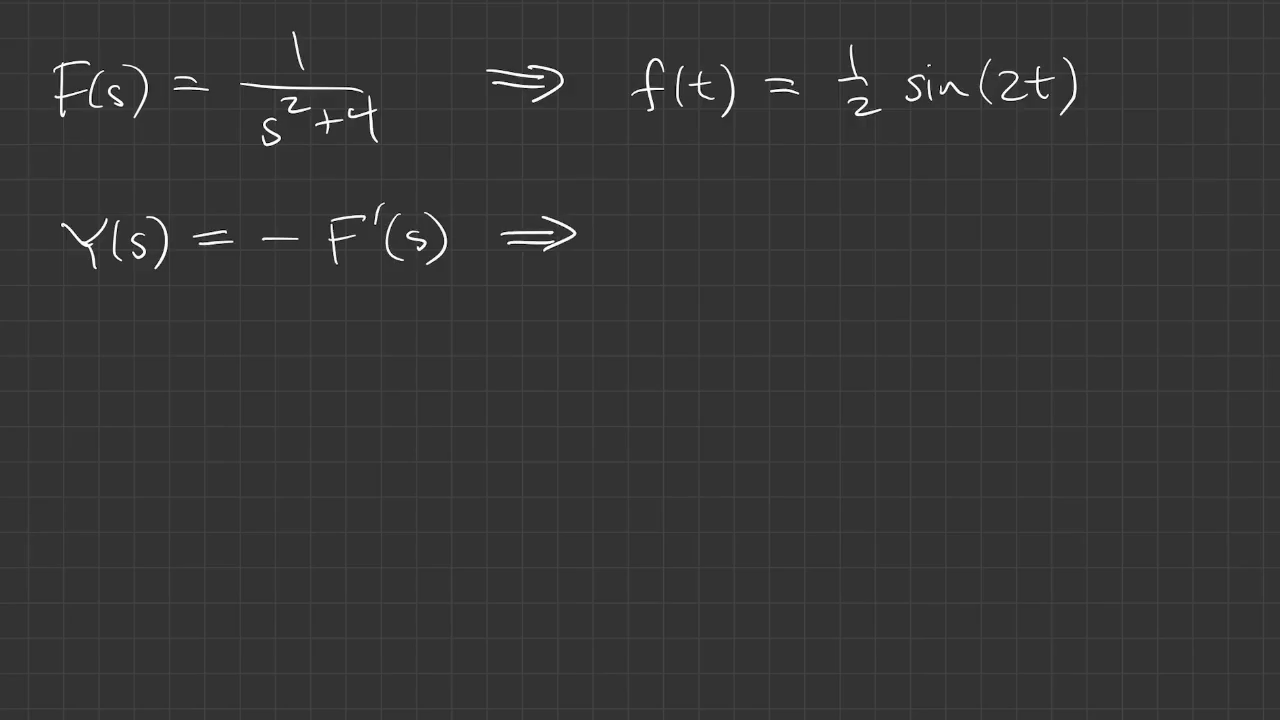 F(s) = 1/(s²+4) ⇒ f(t) = 1/2 sin(2t)
Y(s) = - F'(s) ⇒